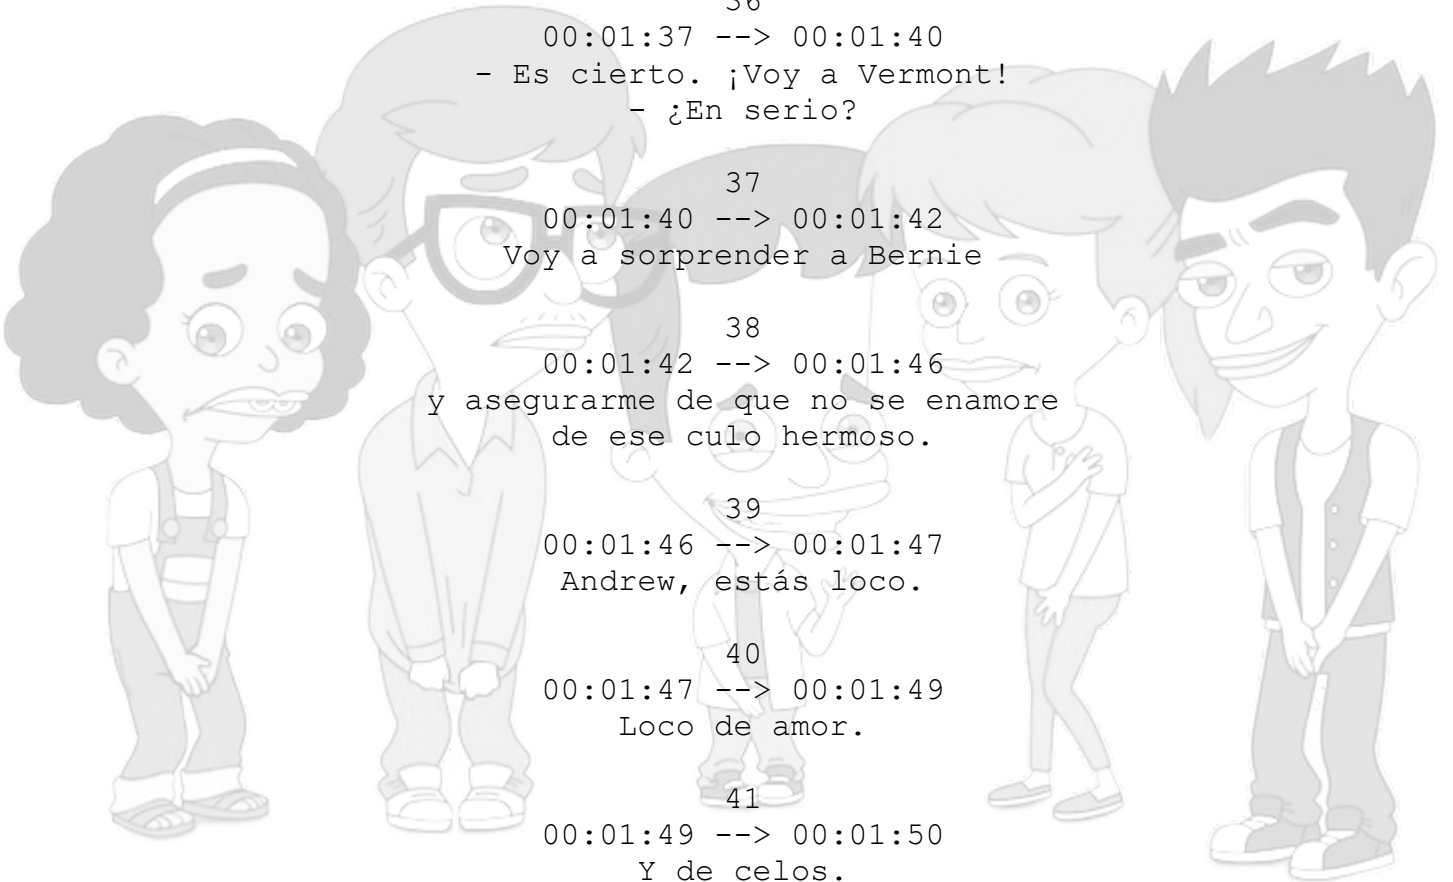 36
00:01:37 --> 00:01:40
- Es cierto. ¡Voy a Vermont!
- ¿En serio?
37
00:01:40 --> 00:01:42
Voy a sorprender a Bernie
38
00:01:42 --> 00:01:46
y asegurarme de que no se enamore
de ese culo hermoso.
39
00:01:46 --> 00:01:47
Andrew, estás loco.
40
00:01:47 --> 00:01:49
Loco de amor.
41
00:01:49 --> 00:01:50
Y de celos.